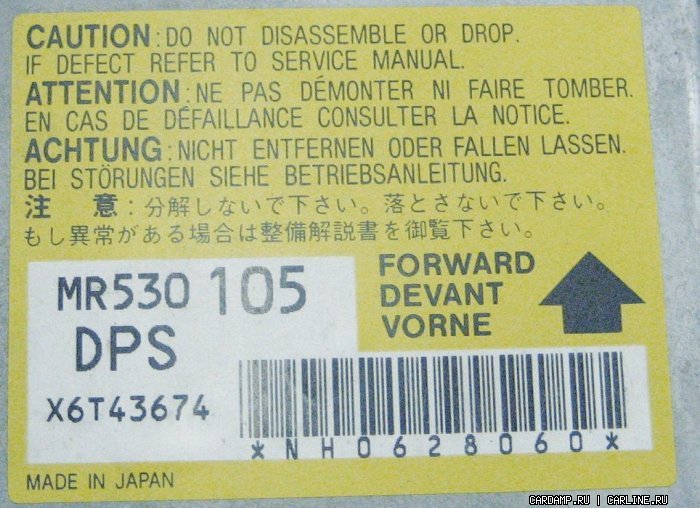 CAUTION: DO NOT DISASSEMBLE OR DROP.
IF DEFECT REFER TO SERVICE MANUAL.
ATTENTION: NE PAS DÉMONTER NI FAIRE TOMBER.
EN CAS DE DÉFAILLANCE CONSULTER LA NOTICE.
ACHTUNG: NICHT ENTFERNEN ODER FALLEN LASSEN.
BEI STÖRUNGEN SIEHE BETRIEBSANLEITUNG.
注 意：分解しないで下さい。落とさないで下さい。
もし異常がある場合は整備解説書を御覧下さい。
MR530 105
DPS
X6T43674
FORWARD
DEVANT
VORNE
*NH0628060*
MADE IN JAPAN
CARDAMP.RU | CARLINE.RU